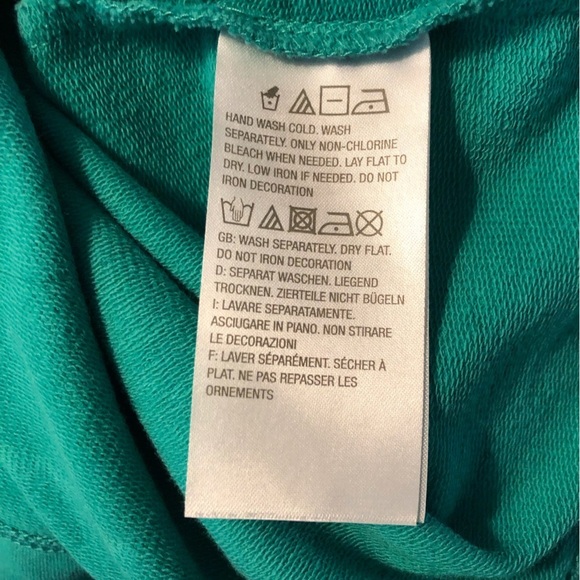 HAND WASH COLD. WASH
SEPARATELY. ONLY NON-CHLORINE
BLEACH WHEN NEEDED. LAY FLAT TO
DRY. LOW IRON IF NEEDED. DO NOT
IRON DECORATION
GB: WASH SEPARATELY. DRY FLAT.
DO NOT IRON DECORATION
D: SEPARAT WASCHEN. LIEGEND
TROCKNEN. ZIERTEILE NICHT BÜGELN
I: LAVARE SEPARATAMENTE.
ASCIUGARE IN PIANO. NON STIRARE
LE DECORAZIONI
F: LAVER SÉPARÉMENT. SÉCHER À
PLAT. NE PAS REPASSER LES
ORNEMENTS